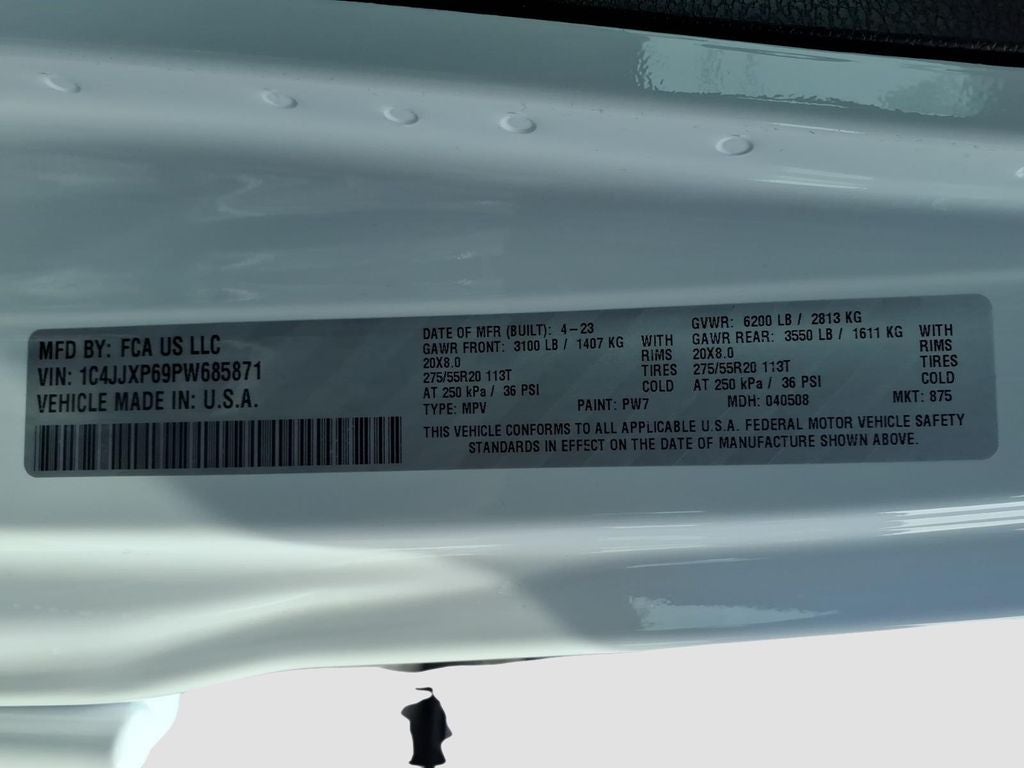 MFD BY: FCA US LLC
VIN: 1C4JJXP69PW685871
VEHICLE MADE IN: U.S.A.
DATE OF MFR (BUILT): 4-23
GAWR FRONT: 3100 LB / 1407 KG WITH
20X8.0 RIMS
275/55R20 113T TIRES
AT 250 kPa / 36 PSI COLD
GVWR: 6200 LB / 2813 KG
GAWR REAR: 3550 LB / 1611 KG WITH
20X8.0 RIMS
275/55R20 113T TIRES
AT 250 kPa / 36 PSI COLD
TYPE: MPV PAINT: PW7 MDH: 040508 MKT: 875
THIS VEHICLE CONFORMS TO ALL APPLICABLE U.S.A. FEDERAL MOTOR VEHICLE SAFETY
STANDARDS IN EFFECT ON THE DATE OF MANUFACTURE SHOWN ABOVE.